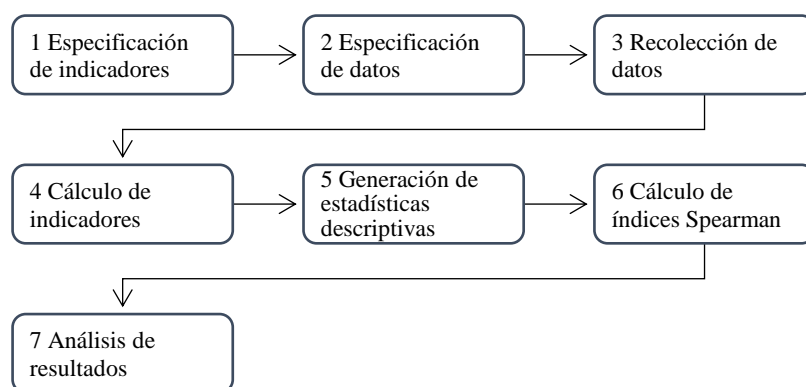 1 Especificación
de indicadores
2 Especificación
de datos
3 Recolección de
datos
4 Cálculo de
indicadores
5 Generación de
estadísticas
descriptivas
6 Cálculo de
índices Spearman
7 Análisis de
resultados